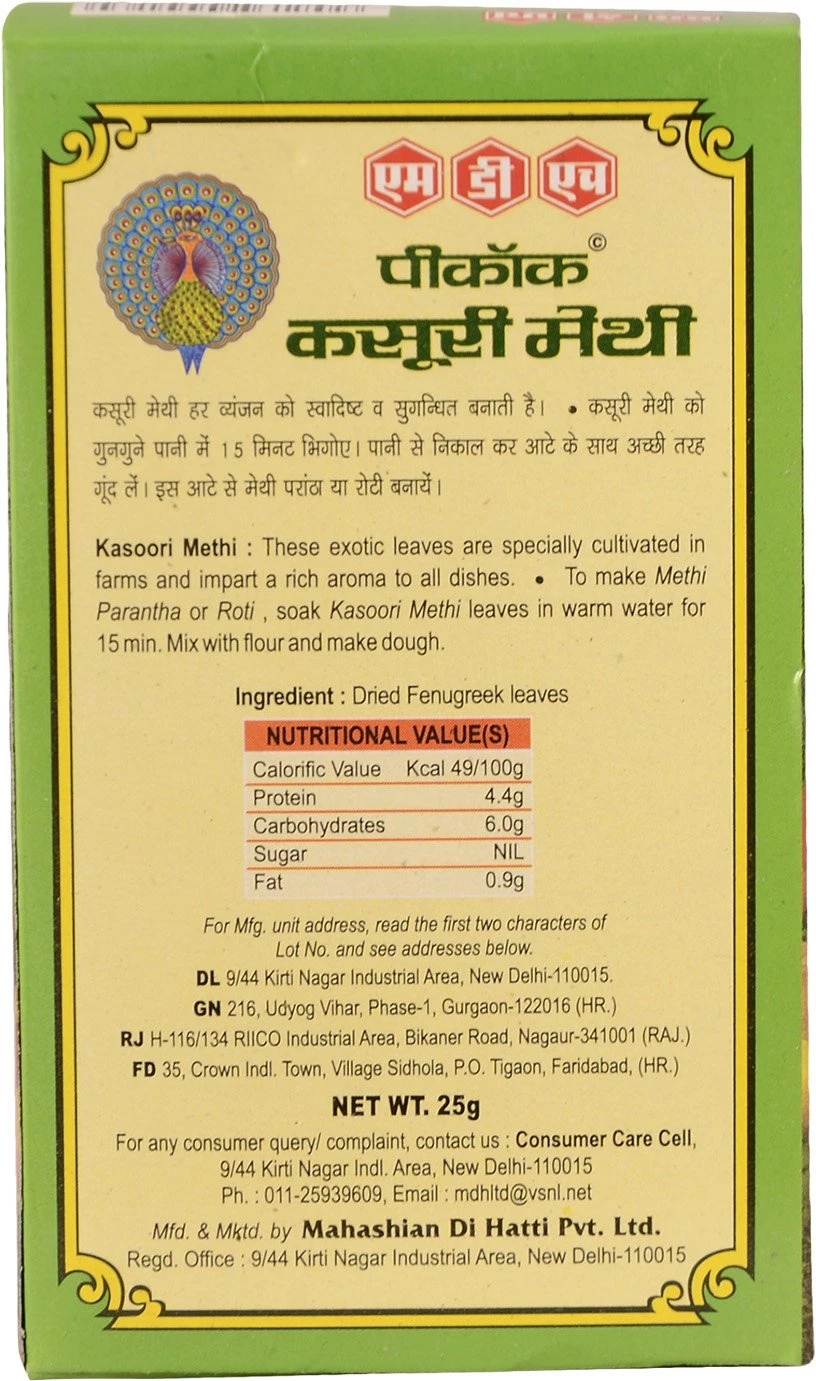 एम डी एच
पीकॉक©
कसूरी मेथी
कसूरी मेथी हर व्यंजन को स्वादिष्ट व सुगन्धित बनाती है। • कसूरी मेथी को
गुनगुने पानी में 15 मिनट भिगोए। पानी से निकाल कर आटे के साथ अच्छी तरह
गूंद लें। इस आटे से मेथी परांठा या रोटी बनायें।
Kasoori Methi : These exotic leaves are specially cultivated in
farms and impart a rich aroma to all dishes. • To make Methi
Parantha or Roti , soak Kasoori Methi leaves in warm water for
15 min. Mix with flour and make dough.
Ingredient : Dried Fenugreek leaves
NUTRITIONAL VALUE(S)
Calorific Value Kcal 49/100g
Protein 4.4g
Carbohydrates 6.0g
Sugar NIL
Fat 0.9g
For Mfg. unit address, read the first two characters of
Lot No. and see addresses below.
DL 9/44 Kirti Nagar Industrial Area, New Delhi-110015.
GN 216, Udyog Vihar, Phase-1, Gurgaon-122016 (HR.)
RJ H-116/134 RIICO Industrial Area, Bikaner Road, Nagaur-341001 (RAJ.)
FD 35, Crown Indl. Town, Village Sidhola, P.O. Tigaon, Faridabad, (HR.)
NET WT. 25g
For any consumer query/ complaint, contact us : Consumer Care Cell,
9/44 Kirti Nagar Indl. Area, New Delhi-110015
Ph. : 011-25939609, Email : mdhltd@vsnl.net
Mfd. & Mktd. by Mahashian Di Hatti Pvt. Ltd.
Regd. Office : 9/44 Kirti Nagar Industrial Area, New Delhi-110015